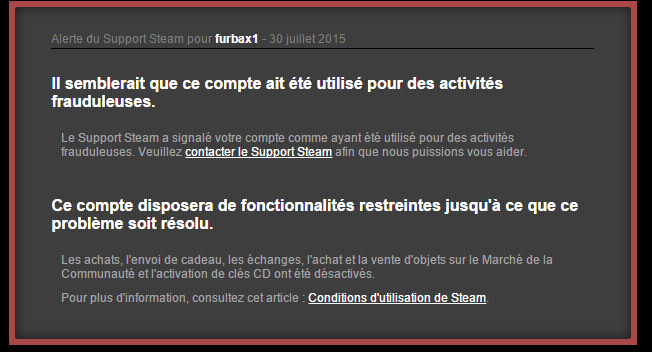 Alerte du Support Steam pour furbax1 - 30 juillet 2015
Il semblerait que ce compte ait été utilisé pour des activités
frauduleuses.
Le Support Steam a signalé votre compte comme ayant été utilisé pour des activités
frauduleuses. Veuillez contacter le Support Steam afin que nous puissions vous aider.
Ce compte disposera de fonctionnalités restreintes jusqu'à ce que ce
problème soit résolu.
Les achats, l'envoi de cadeau, les échanges, l'achat et la vente d'objets sur le Marché de la
Communauté et l'activation de clés CD ont été désactivés.
Pour plus d'information, consultez cet article : Conditions d'utilisation de Steam.